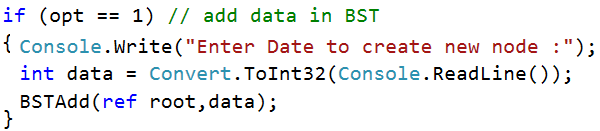 if (opt == 1) // add data in BST
{ Console.Write("Enter Date to create new node :");
int data = Convert.ToInt32(Console.ReadLine());
BSTAdd(ref root,data);
}